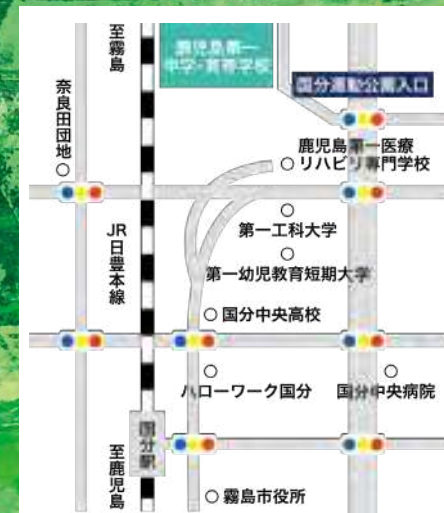 至霧島
鹿児島第一
中学・高等学校
国分運動公園入口
奈良田団地
鹿児島第一医療
リハビリ専門学校
第一工科大学
JR日豊本線
第一幼児教育短期大学
国分中央高校
ハローワーク国分
国分中央病院
国分駅
至鹿児島
霧島市役所